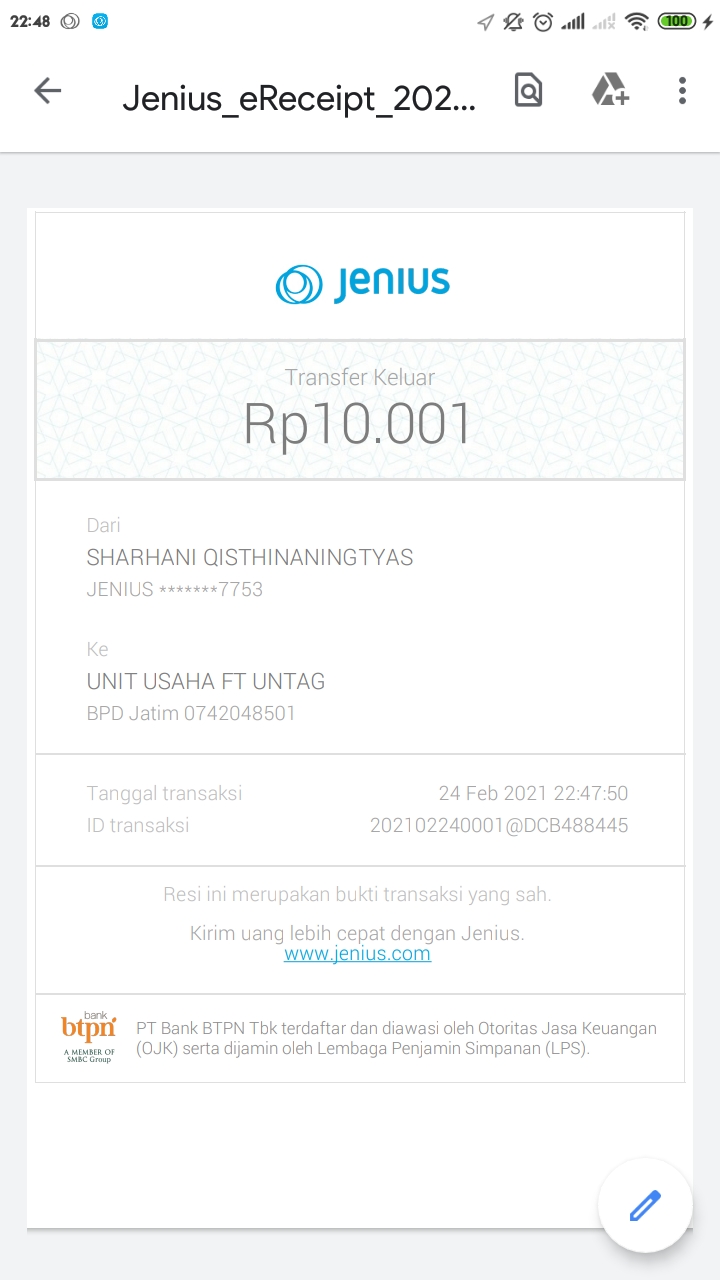 22:48
100
Jenius_eReceipt_202...
jenius
Transfer Keluar
Rp10.001
Dari
SHARHANI QISTHINANINGTYAS
JENIUS *******7753
Ke
UNIT USAHA FT UNTAG
BPD Jatim 0742048501
Tanggal transaksi 24 Feb 2021 22:47:50
ID transaksi 202102240001@DCB488445
Resi ini merupakan bukti transaksi yang sah.
Kirim uang lebih cepat dengan Jenius.
www.jenius.com
bank
btpn
A MEMBER OF
SMBC Group
PT Bank BTPN Tbk terdaftar dan diawasi oleh Otoritas Jasa Keuangan
(OJK) serta dijamin oleh Lembaga Penjamin Simpanan (LPS).